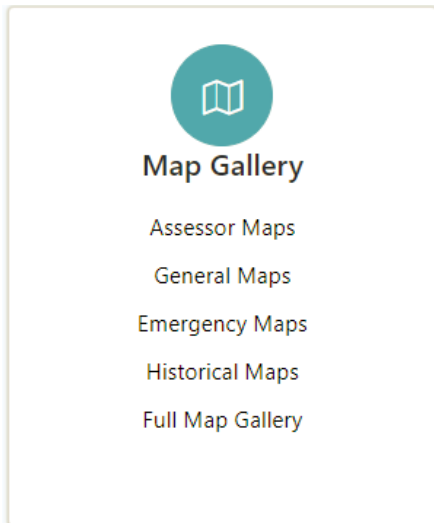 Map Gallery
Assessor Maps
General Maps
Emergency Maps
Historical Maps
Full Map Gallery